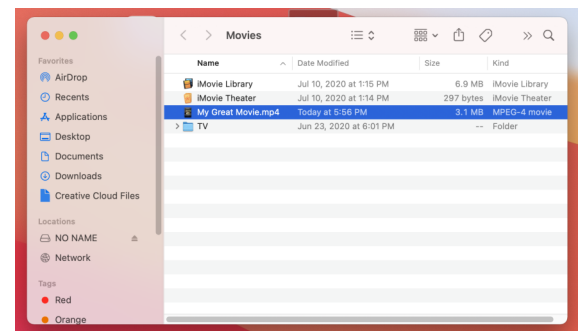 Movies
Favorites
AirDrop
Recents
Applications
Desktop
Documents
Downloads
Creative Cloud Files
Locations
NO NAME
Network
Tags
Red
Orange
Name Date Modified Size Kind
iMovie Library Jul 10, 2020 at 1:15 PM 6.9 MB iMovie Library
iMovie Theater Jul 10, 2020 at 1:14 PM 297 bytes iMovie Theater
My Great Movie.mp4 Today at 5:56 PM 3.1 MB MPEG-4 movie
TV Jun 23, 2020 at 6:01 PM -- Folder